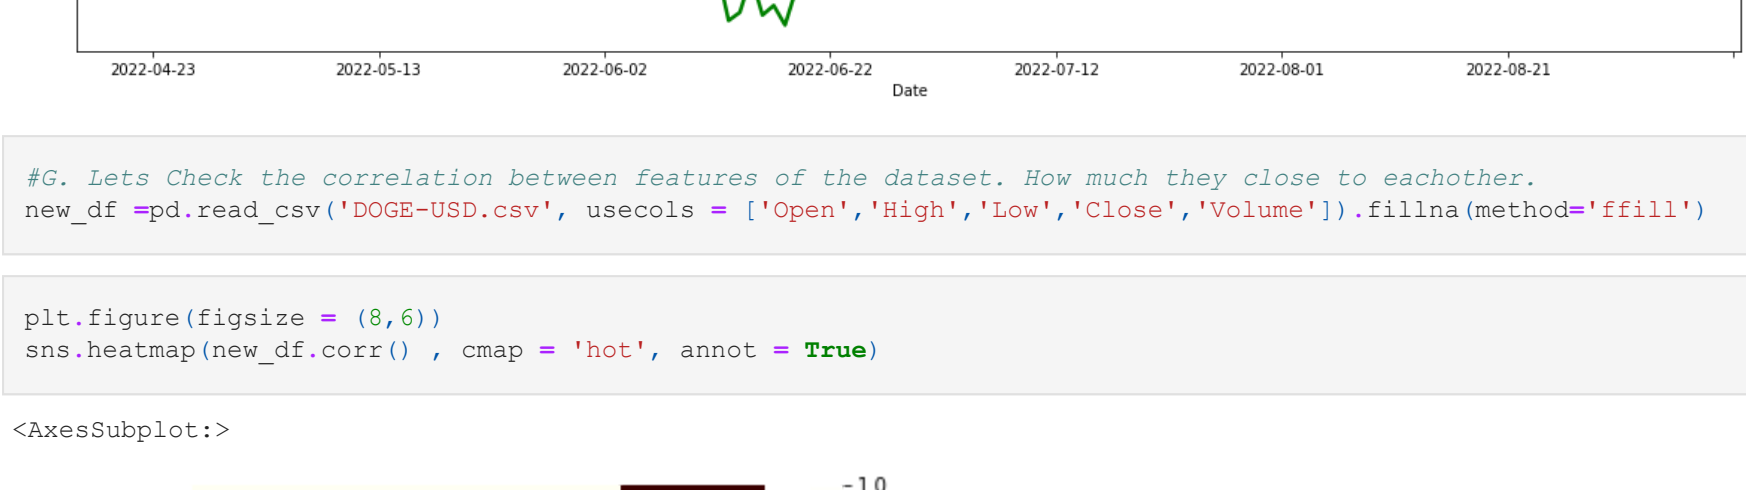 2022-04-23 2022-05-13 2022-06-02 2022-06-22 2022-07-12 2022-08-01 2022-08-21
Date
#G. Lets Check the correlation between features of the dataset. How much they close to eachother.
new_df =pd.read_csv('DOGE-USD.csv', usecols = ['Open','High','Low','Close','Volume']).fillna(method='ffill')
plt.figure(figsize = (8,6))
sns.heatmap(new_df.corr() , cmap = 'hot', annot = True)
<AxesSubplot:>
1.0